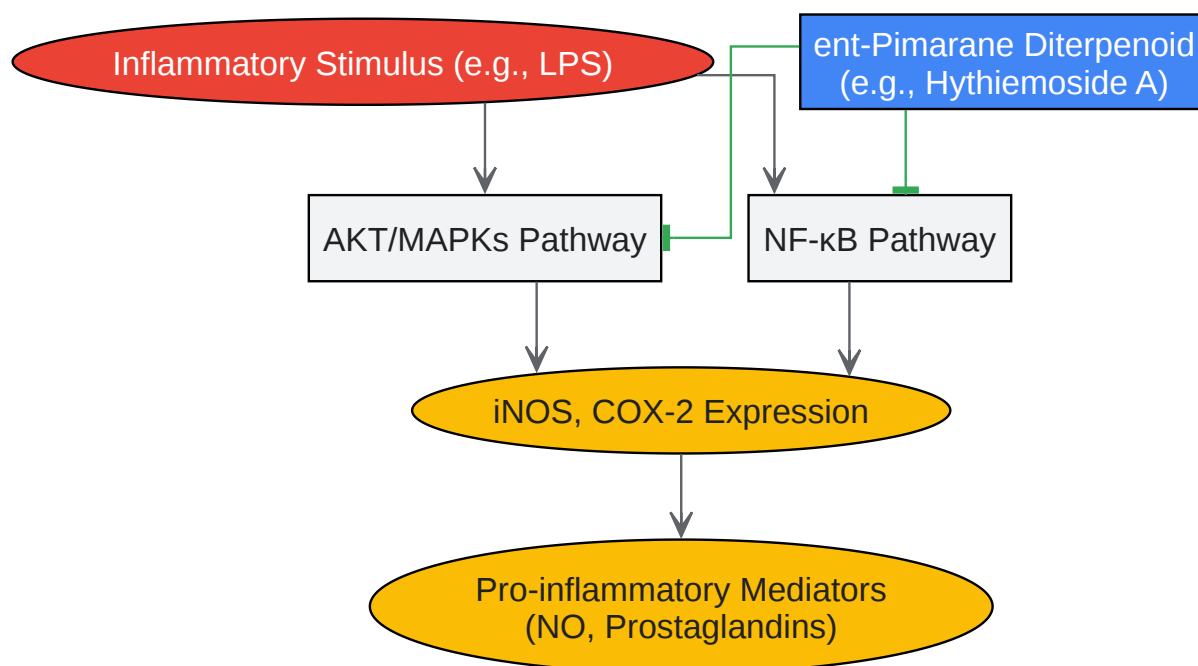 Inflammatory Stimulus (e.g., LPS)
ent-Pimarane Diterpenoid
(e.g., Hythiemoside A)
AKT/MAPKs Pathway
NF-κB Pathway
iNOS, COX-2 Expression
Pro-inflammatory Mediators
(NO, Prostaglandins)